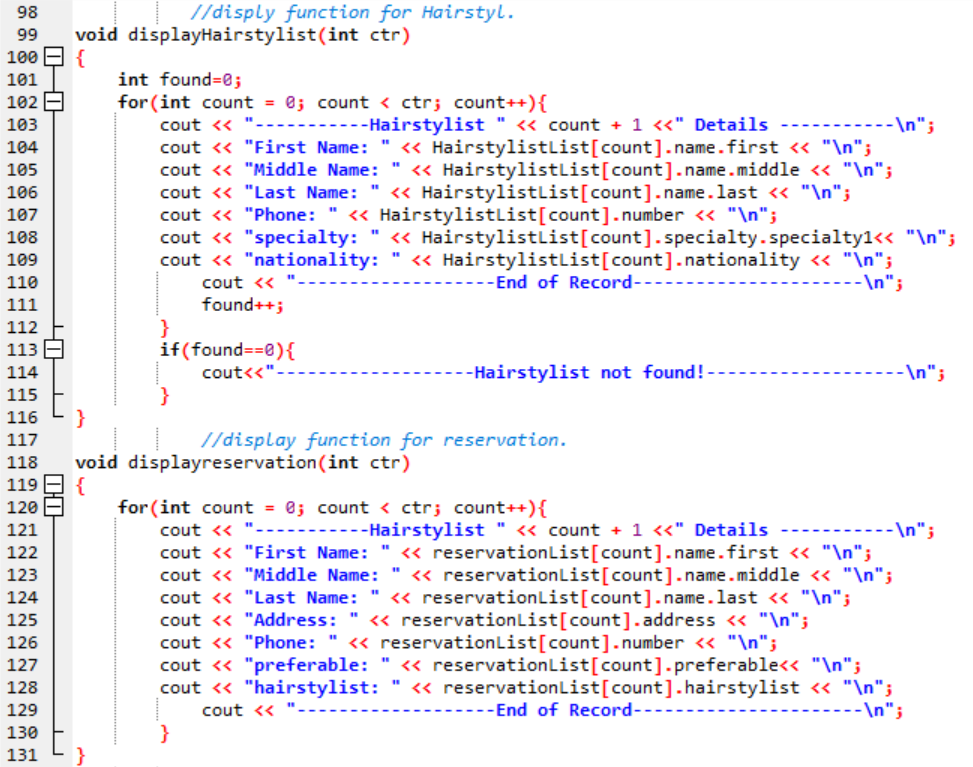 98 //disply function for Hairstyl.
99 void displayHairstylist(int ctr)
100 {
101 int found=0;
102 for(int count = 0; count < ctr; count++){
103 cout << "-----------Hairstylist " << count + 1 <<" Details -----------\n";
104 cout << "First Name: " << HairstylistList[count].name.first << "\n";
105 cout << "Middle Name: " << HairstylistList[count].name.middle << "\n";
106 cout << "Last Name: " << HairstylistList[count].name.last << "\n";
107 cout << "Phone: " << HairstylistList[count].number << "\n";
108 cout << "specialty: " << HairstylistList[count].specialty.specialty1<< "\n";
109 cout << "nationality: " << HairstylistList[count].nationality << "\n";
110 cout << "-------------------End of Record----------------------\n";
111 found++;
112 }
113 if(found==0){
114 cout<<"-------------------Hairstylist not found!-------------------\n";
115 }
116 }
117 //display function for reservation.
118 void displayreservation(int ctr)
119 {
120 for(int count = 0; count < ctr; count++){
121 cout << "-----------Hairstylist " << count + 1 <<" Details -----------\n";
122 cout << "First Name: " << reservationList[count].name.first << "\n";
123 cout << "Middle Name: " << reservationList[count].name.middle << "\n";
124 cout << "Last Name: " << reservationList[count].name.last << "\n";
125 cout << "Address: " << reservationList[count].address << "\n";
126 cout << "Phone: " << reservationList[count].number << "\n";
127 cout << "preferable: " << reservationList[count].preferable<< "\n";
128 cout << "hairstylist: " << reservationList[count].hairstylist << "\n";
129 cout << "-------------------End of Record----------------------\n";
130 }
131 }